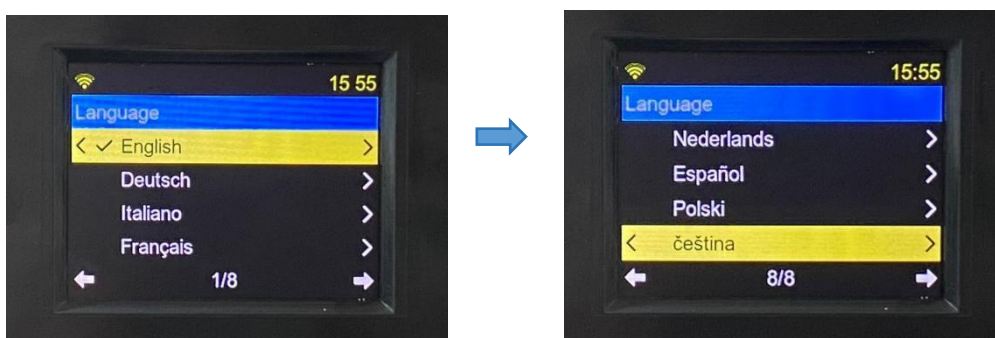 15 55
Language
English
Deutsch
Italiano
Français
1/8
15:55
Language
Nederlands
Español
Polski
čeština
8/8